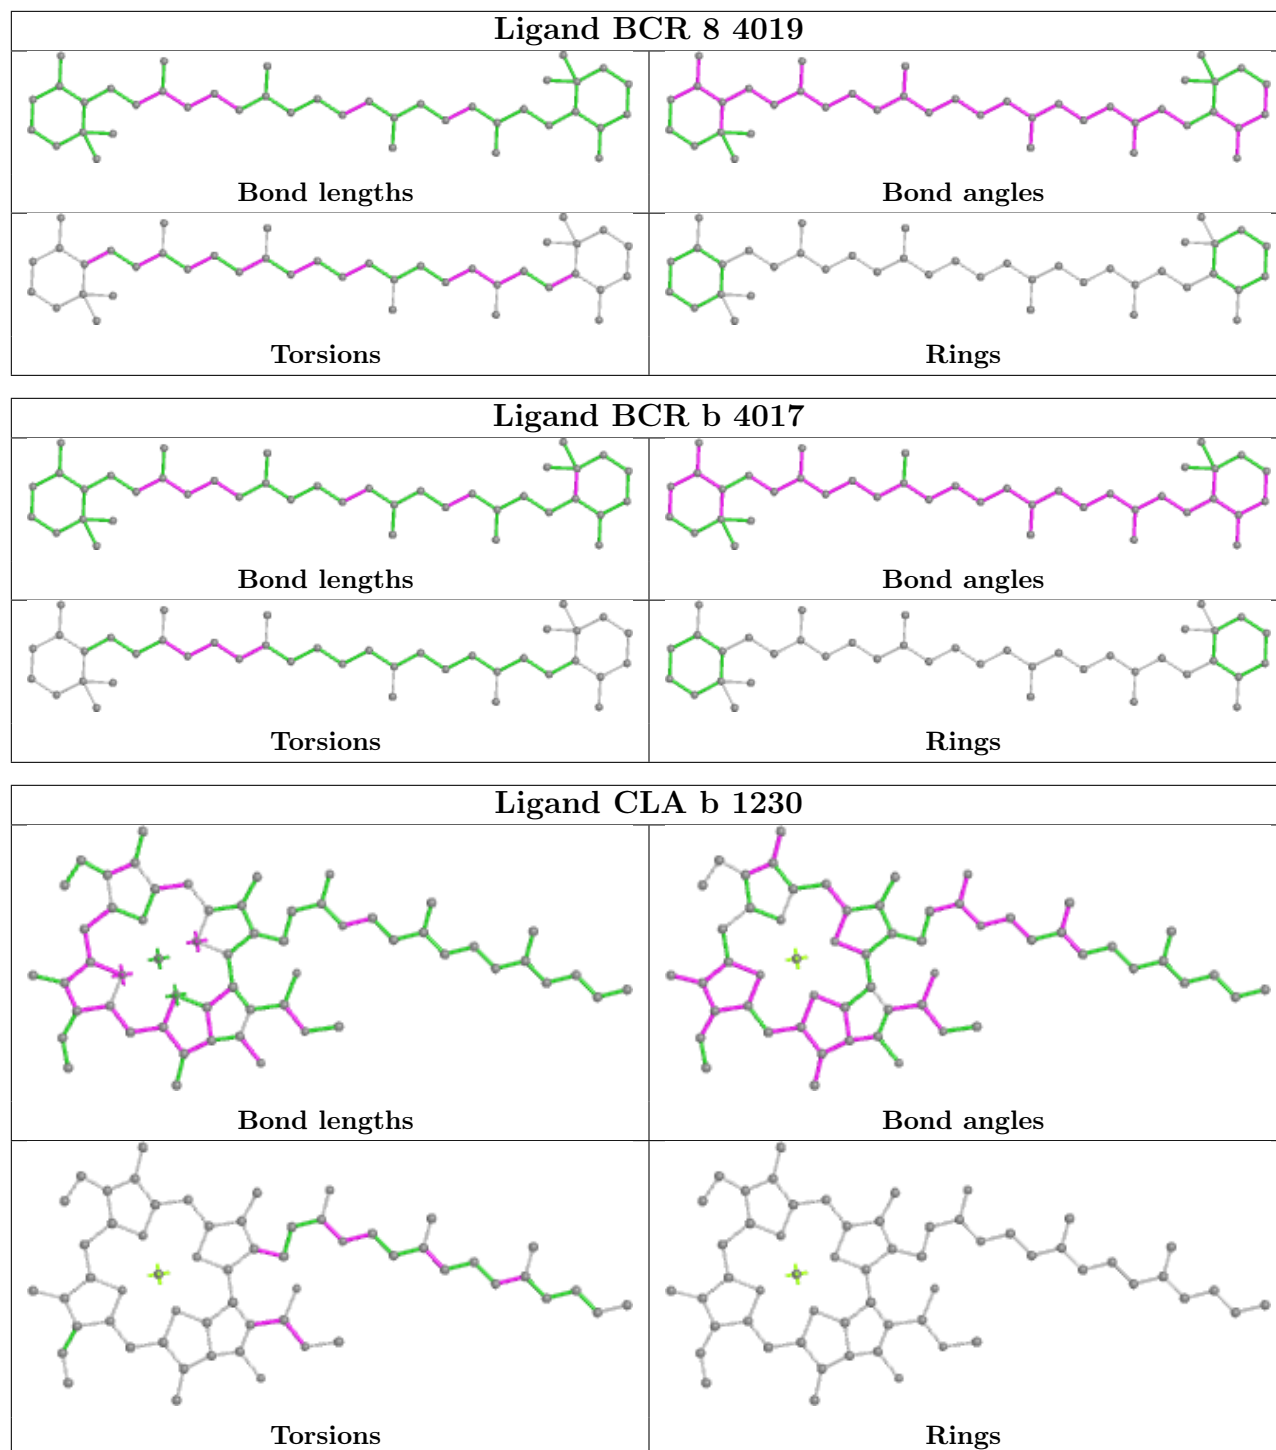 Ligand BCR 8 4019
Bond lengths
Bond angles
Torsions
Rings
Ligand BCR b 4017
Bond lengths
Bond angles
Torsions
Rings
Ligand CLA b 1230
Bond lengths
Bond angles
Torsions
Rings